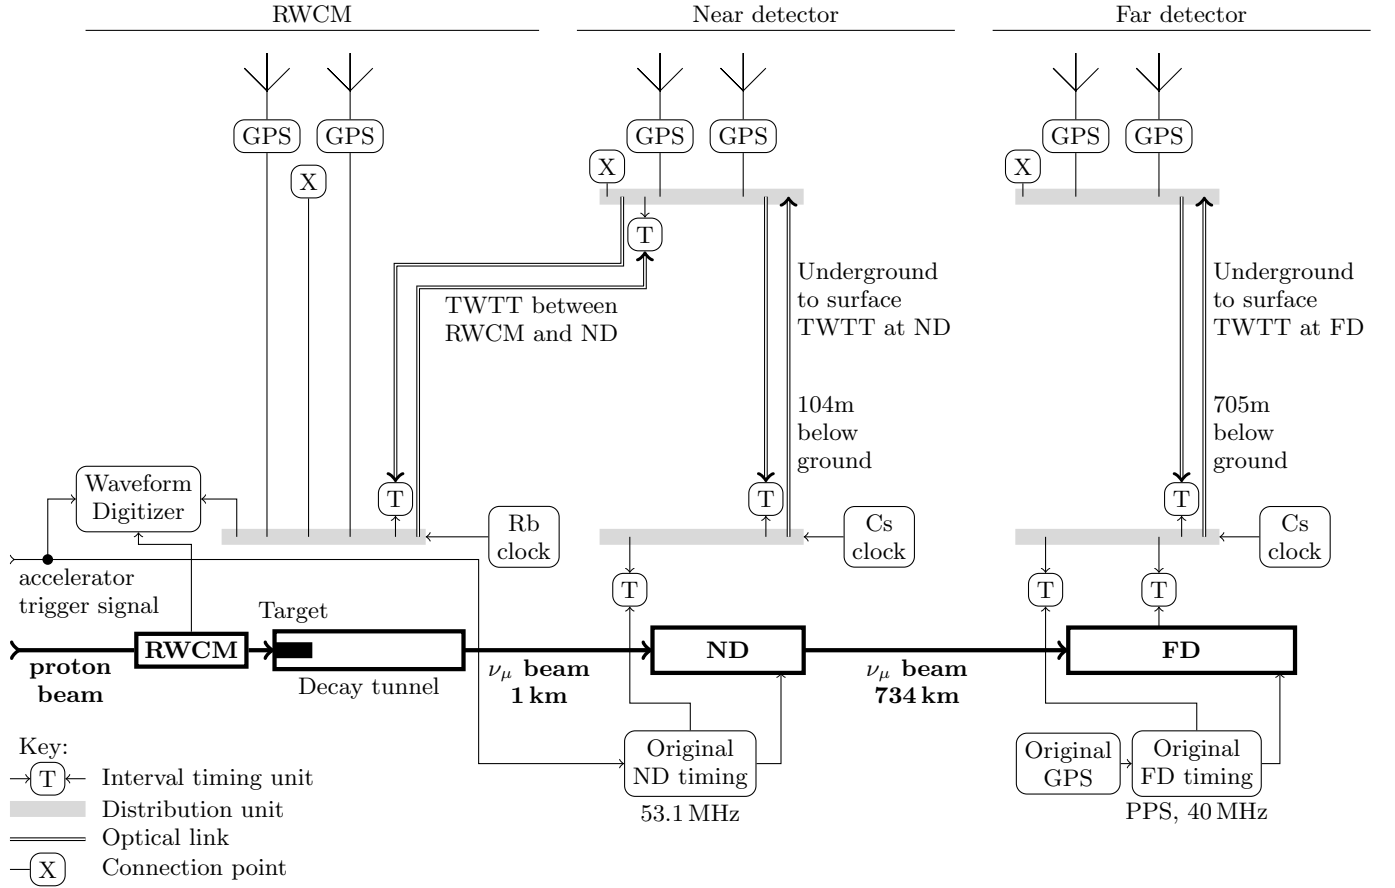 RWCM
Near detector
Far detector
GPS
GPS
GPS
GPS
GPS
GPS
X
X
X
T
TWTT between
RWCM and ND
Underground
to surface
TWTT at ND
Underground
to surface
TWTT at FD
104m
below
ground
705m
below
ground
Waveform
Digitizer
T
T
T
Rb
clock
Cs
clock
Cs
clock
accelerator
trigger signal
T
T
T
Target
RWCM
ND
FD
proton
beam
Decay tunnel
νμ beam
1 km
νμ beam
734 km
Original
ND timing
53.1 MHz
Original
GPS
Original
FD timing
PPS, 40 MHz
Key:
T Interval timing unit
Distribution unit
Optical link
X Connection point